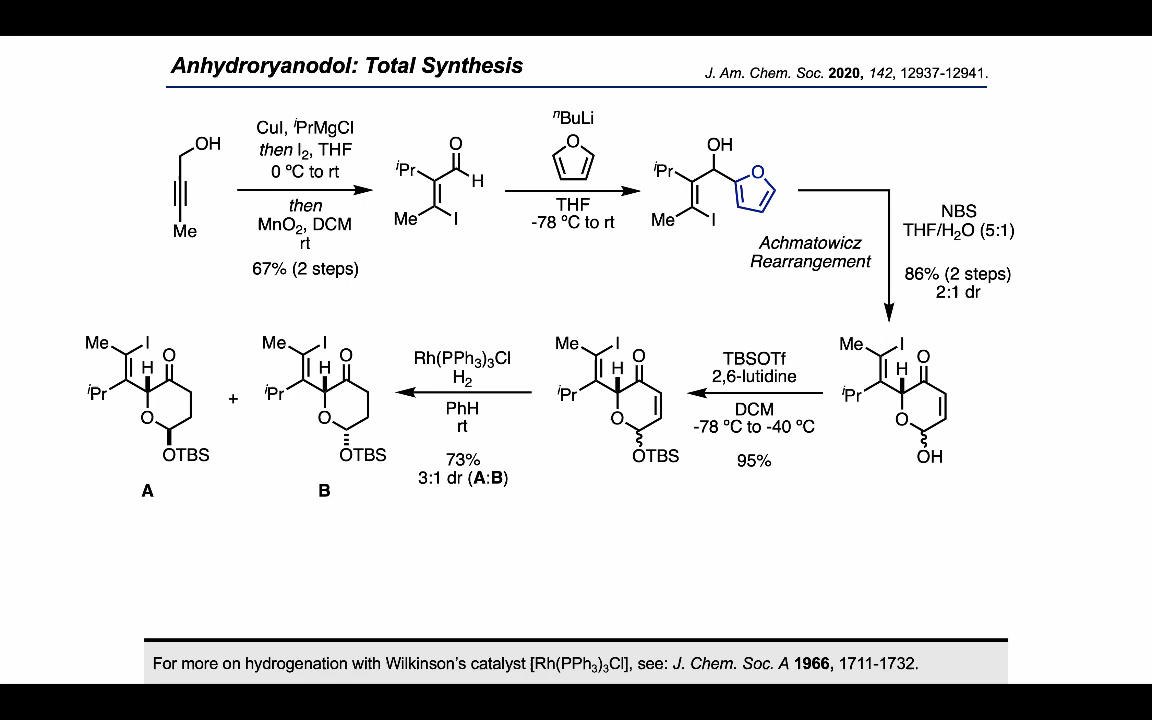 Anhydroryanodol: Total Synthesis
J. Am. Chem. Soc. 2020, 142, 12937-12941.
OH
Me
CuI, ⁱPrMgCl
then I₂, THF
0 ºC to rt
then
MnO₂, DCM
rt
67% (2 steps)
ⁱPr
O
H
Me
I
ⁿBuLi
O
THF
-78 ºC to rt
OH
ⁱPr
O
Me
I
Achmatowicz
Rearrangement
NBS
THF/H₂O (5:1)
86% (2 steps)
2:1 dr
Me
I
H
O
ⁱPr
O
OTBS
A
+
Me
I
H
O
ⁱPr
O
OTBS
B
Rh(PPh₃)₃Cl
H₂
PhH
rt
73%
3:1 dr (A:B)
Me
I
H
O
ⁱPr
O
OTBS
TBSOTf
2,6-lutidine
DCM
-78 ºC to -40 ºC
95%
Me
I
H
O
ⁱPr
O
OH
For more on hydrogenation with Wilkinson's catalyst [Rh(PPh₃)₃Cl], see: J. Chem. Soc. A 1966, 1711-1732.